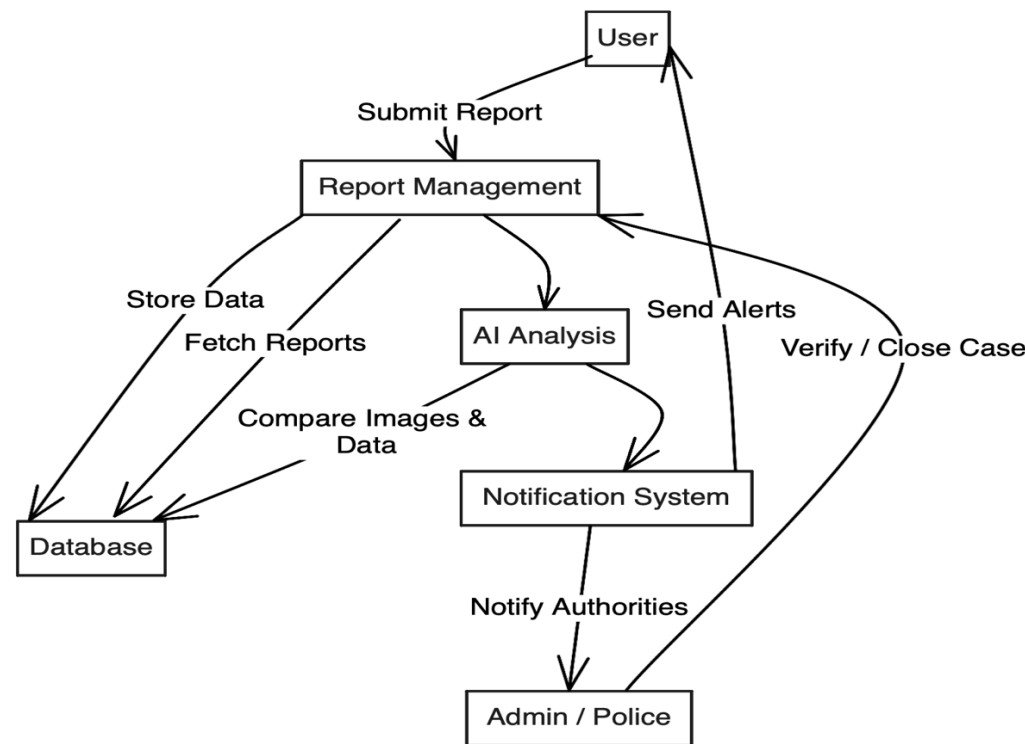 User
Submit Report
Report Management
Store Data
Send Alerts
Fetch Reports
AI Analysis
Verify / Close Case
Compare Images &
Data
Notification System
Database
Notify Authorities
Admin / Police